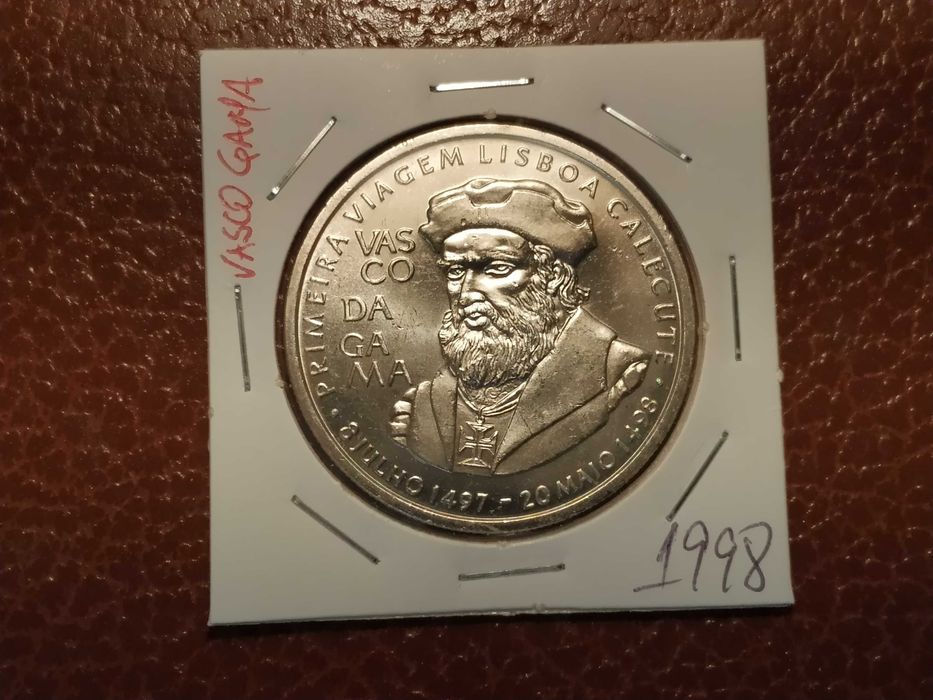 VASCO GAMA
PRIMEIRA VIAGEM LISBOA CALECUTE
VAS
CO
DA
GA
MA
8 JULHO 1497 - 20 MAIO 1498
1998